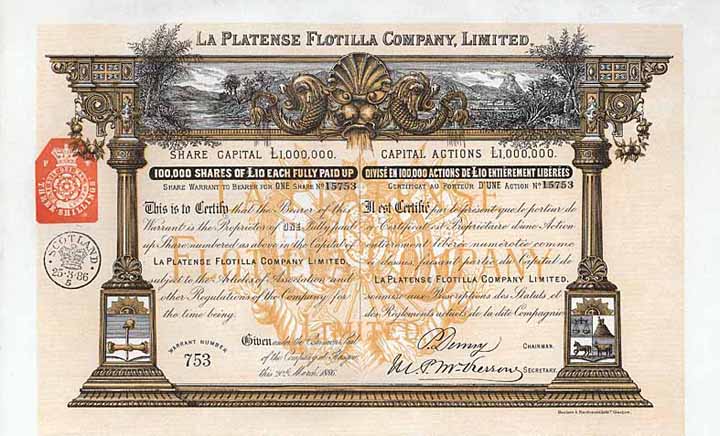 LA PLATENSE FLOTILLA COMPANY, LIMITED.
SHARE CAPITAL £1,000,000.
100,000 SHARES OF £10 EACH FULLY PAID UP
SHARE WARRANT TO BEARER FOR ONE SHARE No 15753
This is to Certify that the Bearer of this
Warrant is the Proprietor of ONE Fully paid
up Share numbered as above in the Capital of
LA PLATENSE FLOTILLA COMPANY LIMITED.
subject to the Articles of Association and
other Regulations of the Company for
the time being.
CAPITAL ACTIONS £1,000,000.
DIVISÉ EN 100,000 ACTIONS DE £10 ENTIÈREMENT LIBÉRÉES
CERTIFICAT AU PORTEUR D'UNE ACTION No 15753
Il est Certifié par le présent que le porteur de
ce Certificat est Propriétaire d'une Action
entièrement libérée numérotée comme
ci dessus, faisant partie du Capital de
LA PLATENSE FLOTILLA COMPANY LIMITED.
soumise aux Prescriptions des Statuts et
des Règlements actuels de la dite Compagnie
WARRANT NUMBER
753
Given under the Common Seal
of the Company at Glasgow
this March 1886.
P. Denny CHAIRMAN.
SECRETARY.
THREE SHILLINGS
SCOTLAND
25·3·86
5
LIMITED
Glasgow.